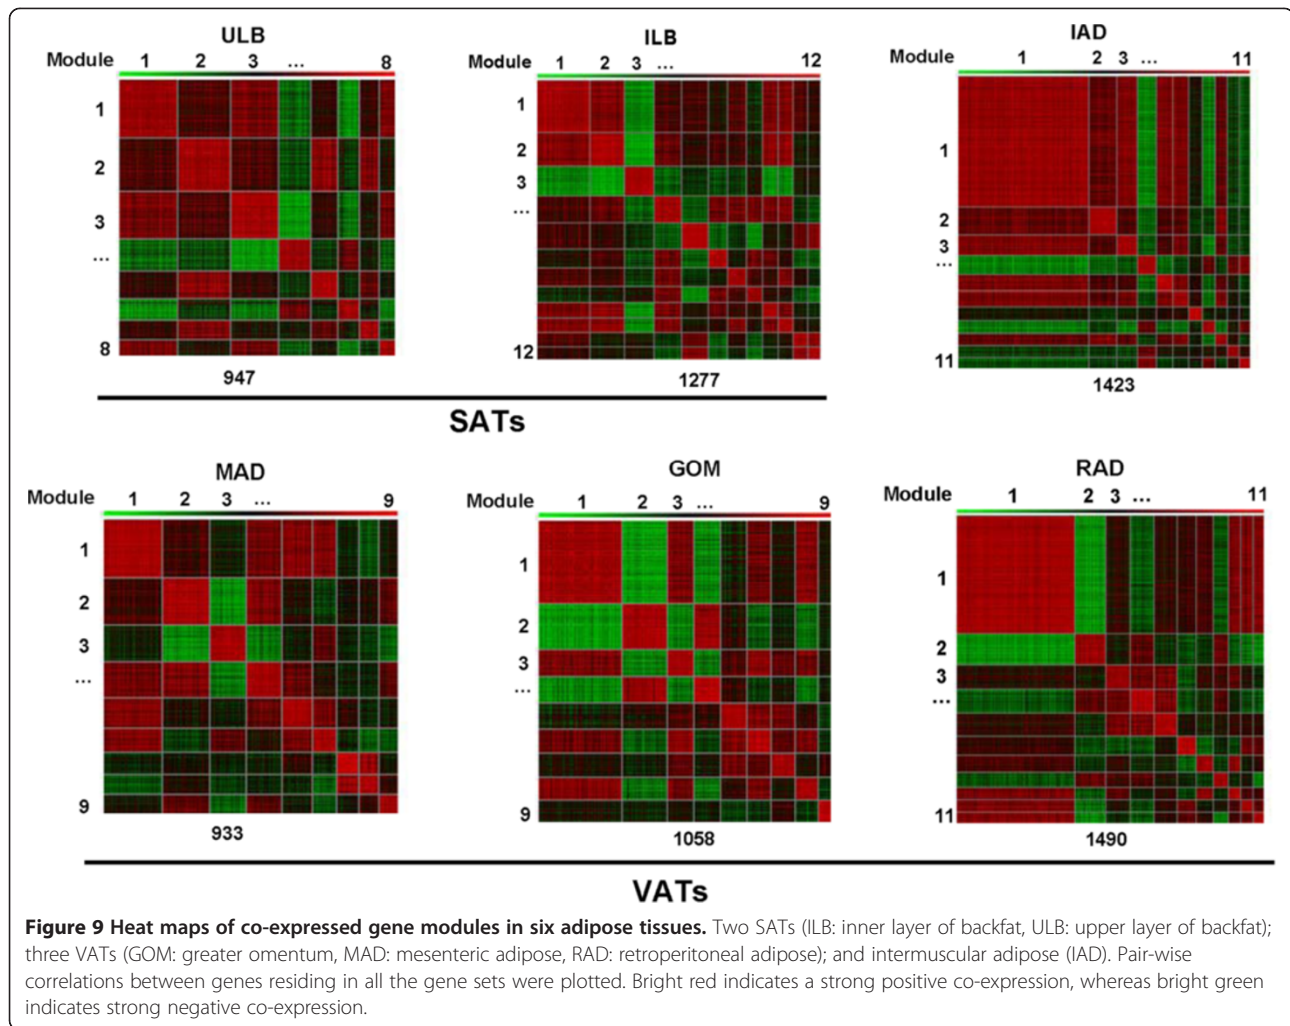 ULB
Module 1 2 3 ... 8
1
2
3
...
8
947
ILB
Module 1 2 3 ... 12
1
2
3
...
12
1277
IAD
1 2 3 ... 11
1
2
3
...
11
1423
SATs
MAD
Module 1 2 3 ... 9
1
2
3
...
9
933
GOM
Module 1 2 3 ... 9
1
2
3
...
9
1058
RAD
Module 1 2 3 ... 11
1
2
3
...
11
1490
VATs
Figure 9 Heat maps of co-expressed gene modules in six adipose tissues. Two SATs (ILB: inner layer of backfat, ULB: upper layer of backfat);
three VATs (GOM: greater omentum, MAD: mesenteric adipose, RAD: retroperitoneal adipose); and intermuscular adipose (IAD). Pair-wise
correlations between genes residing in all the gene sets were plotted. Bright red indicates a strong positive co-expression, whereas bright green
indicates strong negative co-expression.